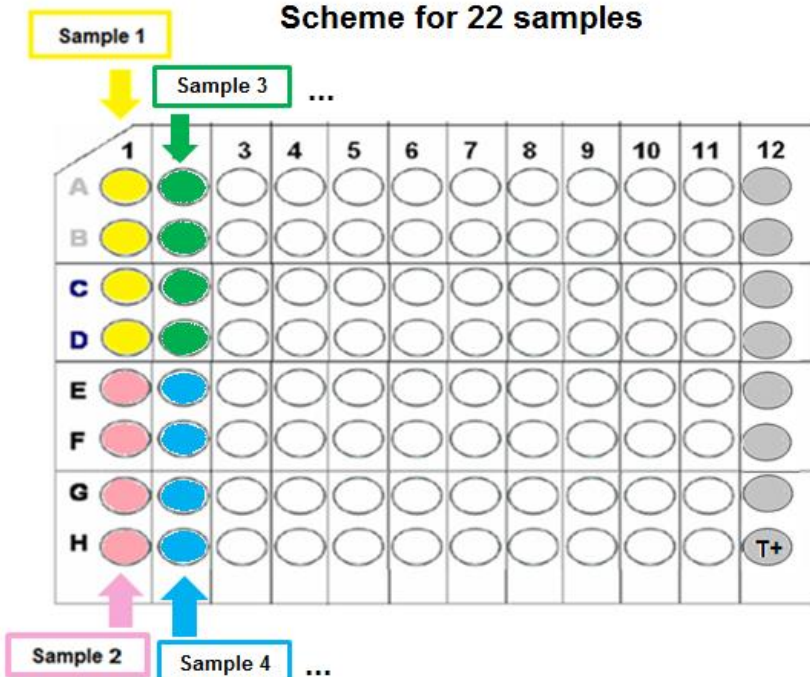 Scheme for 22 samples
Sample 1
Sample 3 ...
1 3 4 5 6 7 8 9 10 11 12
A
B
C
D
E
F
G
H T+
Sample 2
Sample 4 ...